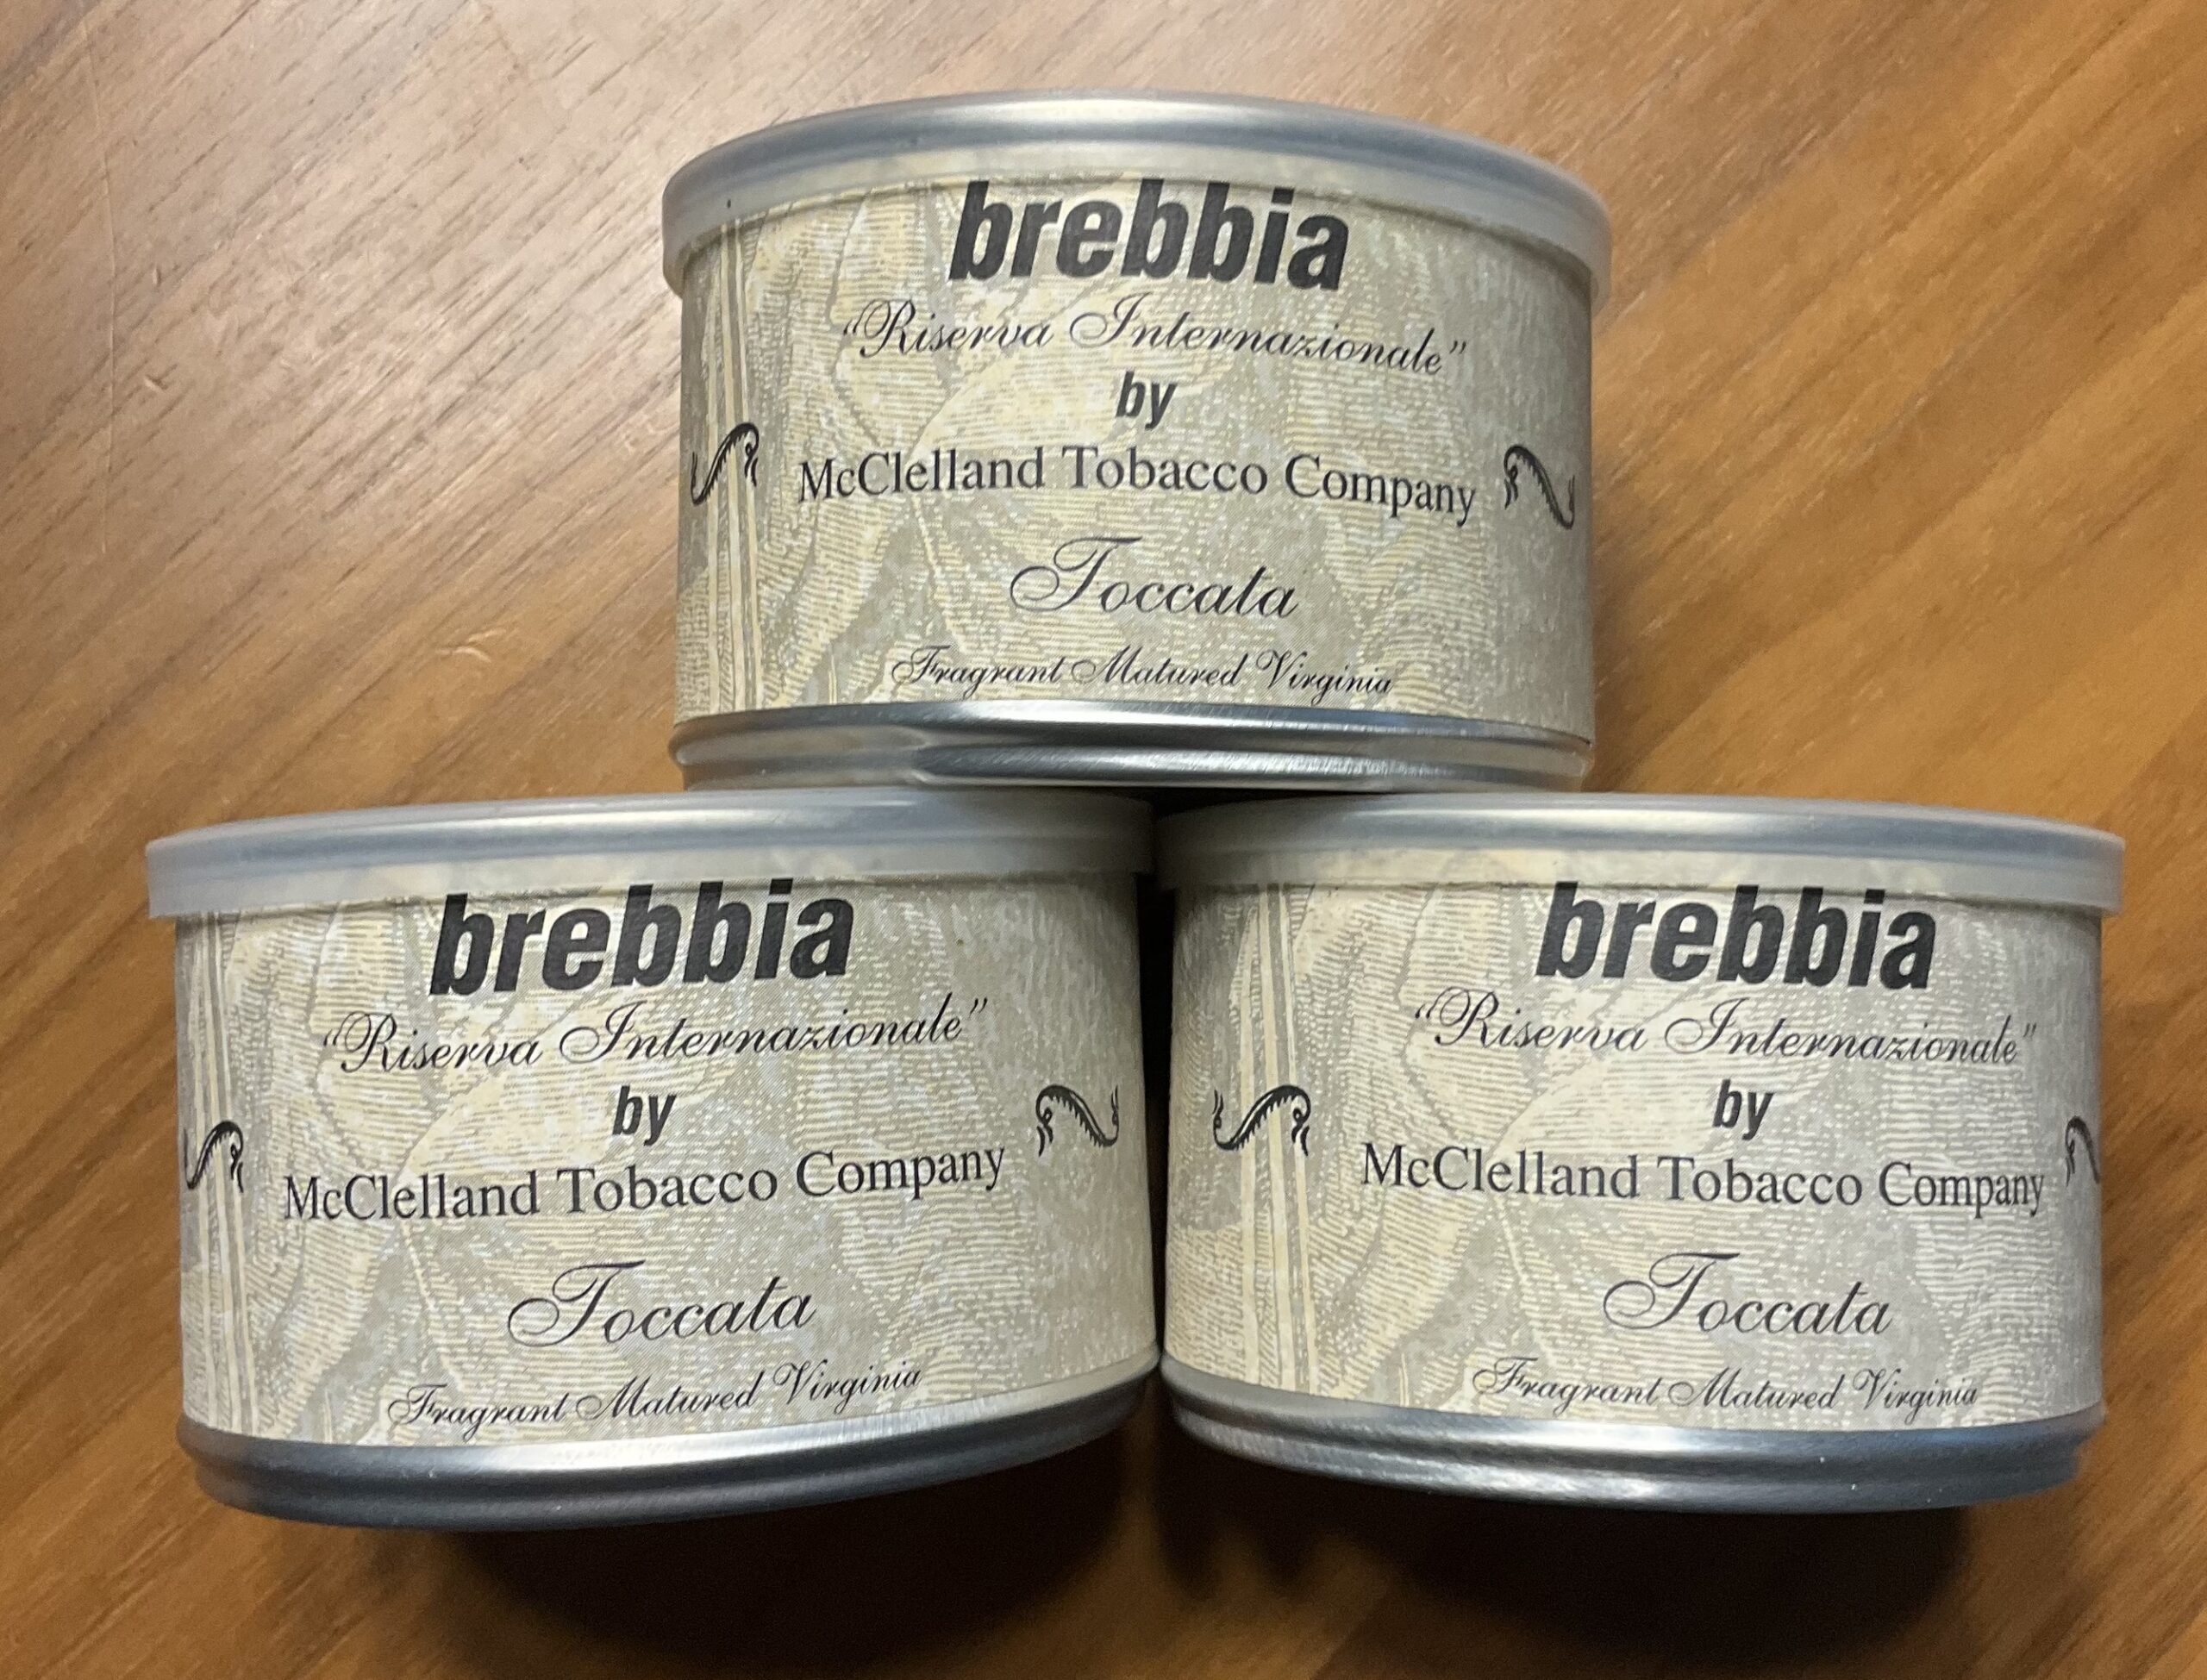 brebbia
“Riserva Internazionale”
by
McClelland Tobacco Company
Toccata
Fragrant Matured Virginia
brebbia
“Riserva Internazionale”
by
McClelland Tobacco Company
Toccata
Fragrant Matured Virginia
brebbia
“Riserva Internazionale”
by
McClelland Tobacco Company
Toccata
Fragrant Matured Virginia